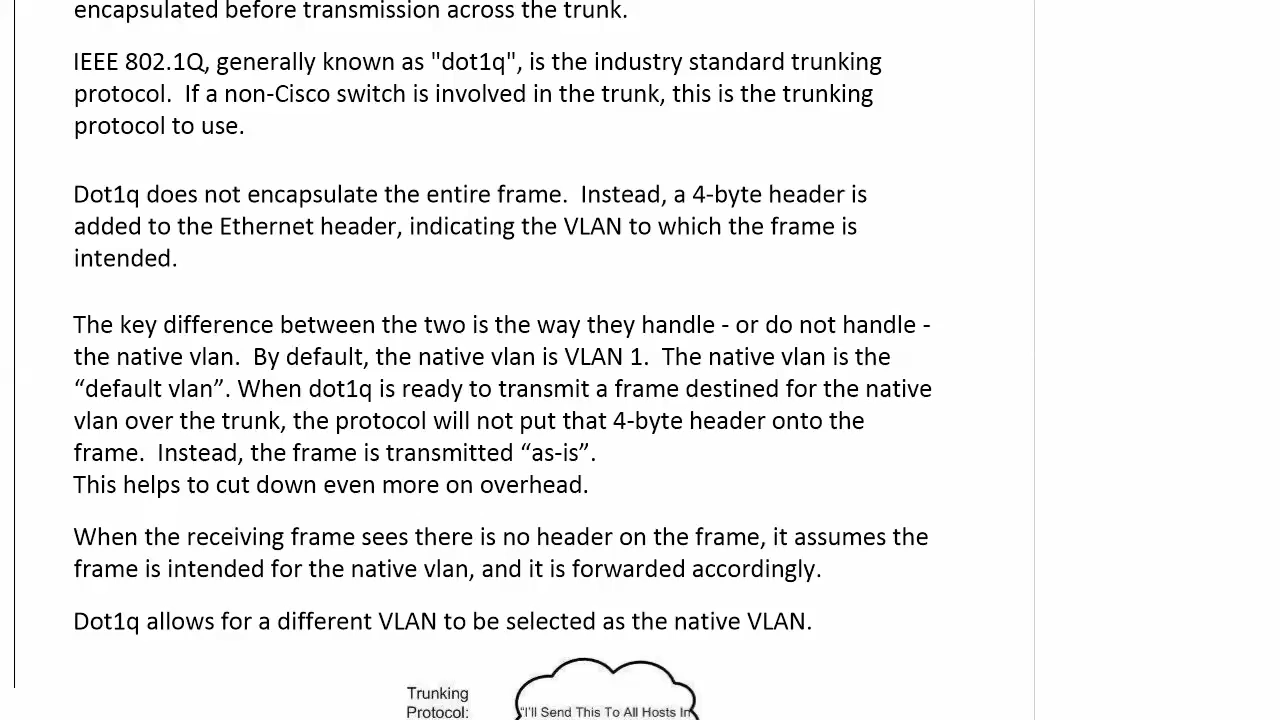 encapsulated before transmission across the trunk.
IEEE 802.1Q, generally known as "dot1q", is the industry standard trunking
protocol.  If a non-Cisco switch is involved in the trunk, this is the trunking
protocol to use.
Dot1q does not encapsulate the entire frame.  Instead, a 4-byte header is
added to the Ethernet header, indicating the VLAN to which the frame is
intended.
The key difference between the two is the way they handle - or do not handle -
the native vlan.  By default, the native vlan is VLAN 1.  The native vlan is the
“default vlan”. When dot1q is ready to transmit a frame destined for the native
vlan over the trunk, the protocol will not put that 4-byte header onto the
frame.  Instead, the frame is transmitted “as-is”.
This helps to cut down even more on overhead.
When the receiving frame sees there is no header on the frame, it assumes the
frame is intended for the native vlan, and it is forwarded accordingly.
Dot1q allows for a different VLAN to be selected as the native VLAN.
Trunking
Protocol:
"I'll Send This To All Hosts In